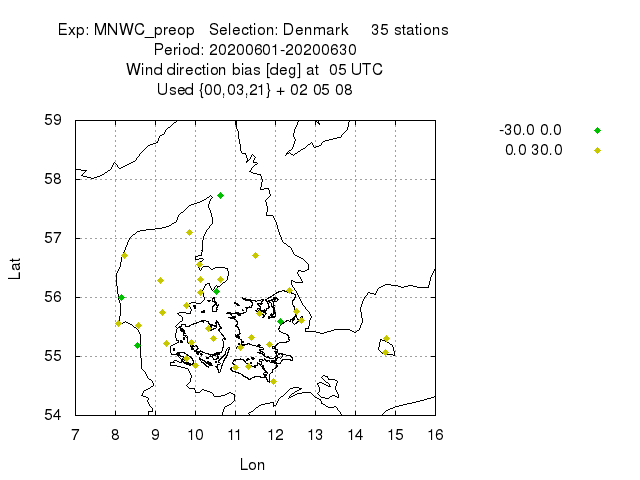 Exp: MNWC_preop   Selection: Denmark     35 stations
Period: 20200601-20200630
Wind direction bias [deg] at  05 UTC
Used {00,03,21} + 02 05 08
-30.0 0.0
0.0 30.0
59
58
57
56
55
54
Lat
7 8 9 10 11 12 13 14 15 16
Lon